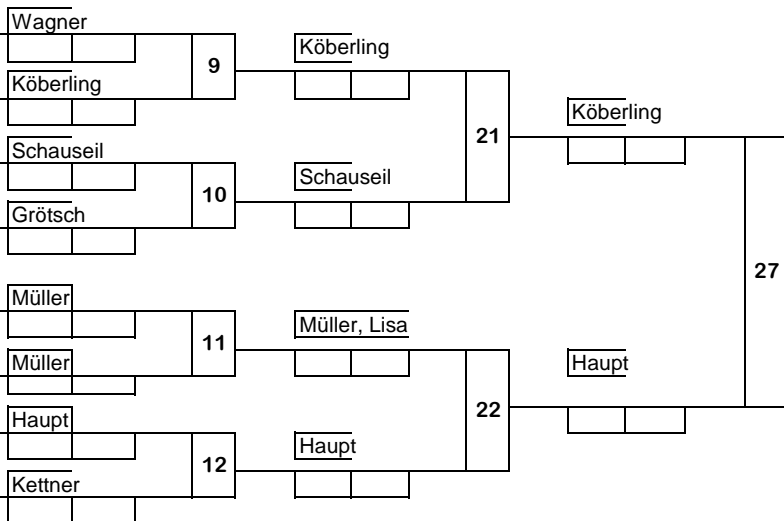 Wagner
9
Köberling
Köberling
21
Köberling
Schauseil
10
Schauseil
Grötsch
27
Müller
11
Müller, Lisa
Müller
22
Haupt
Haupt
12
Haupt
Kettner